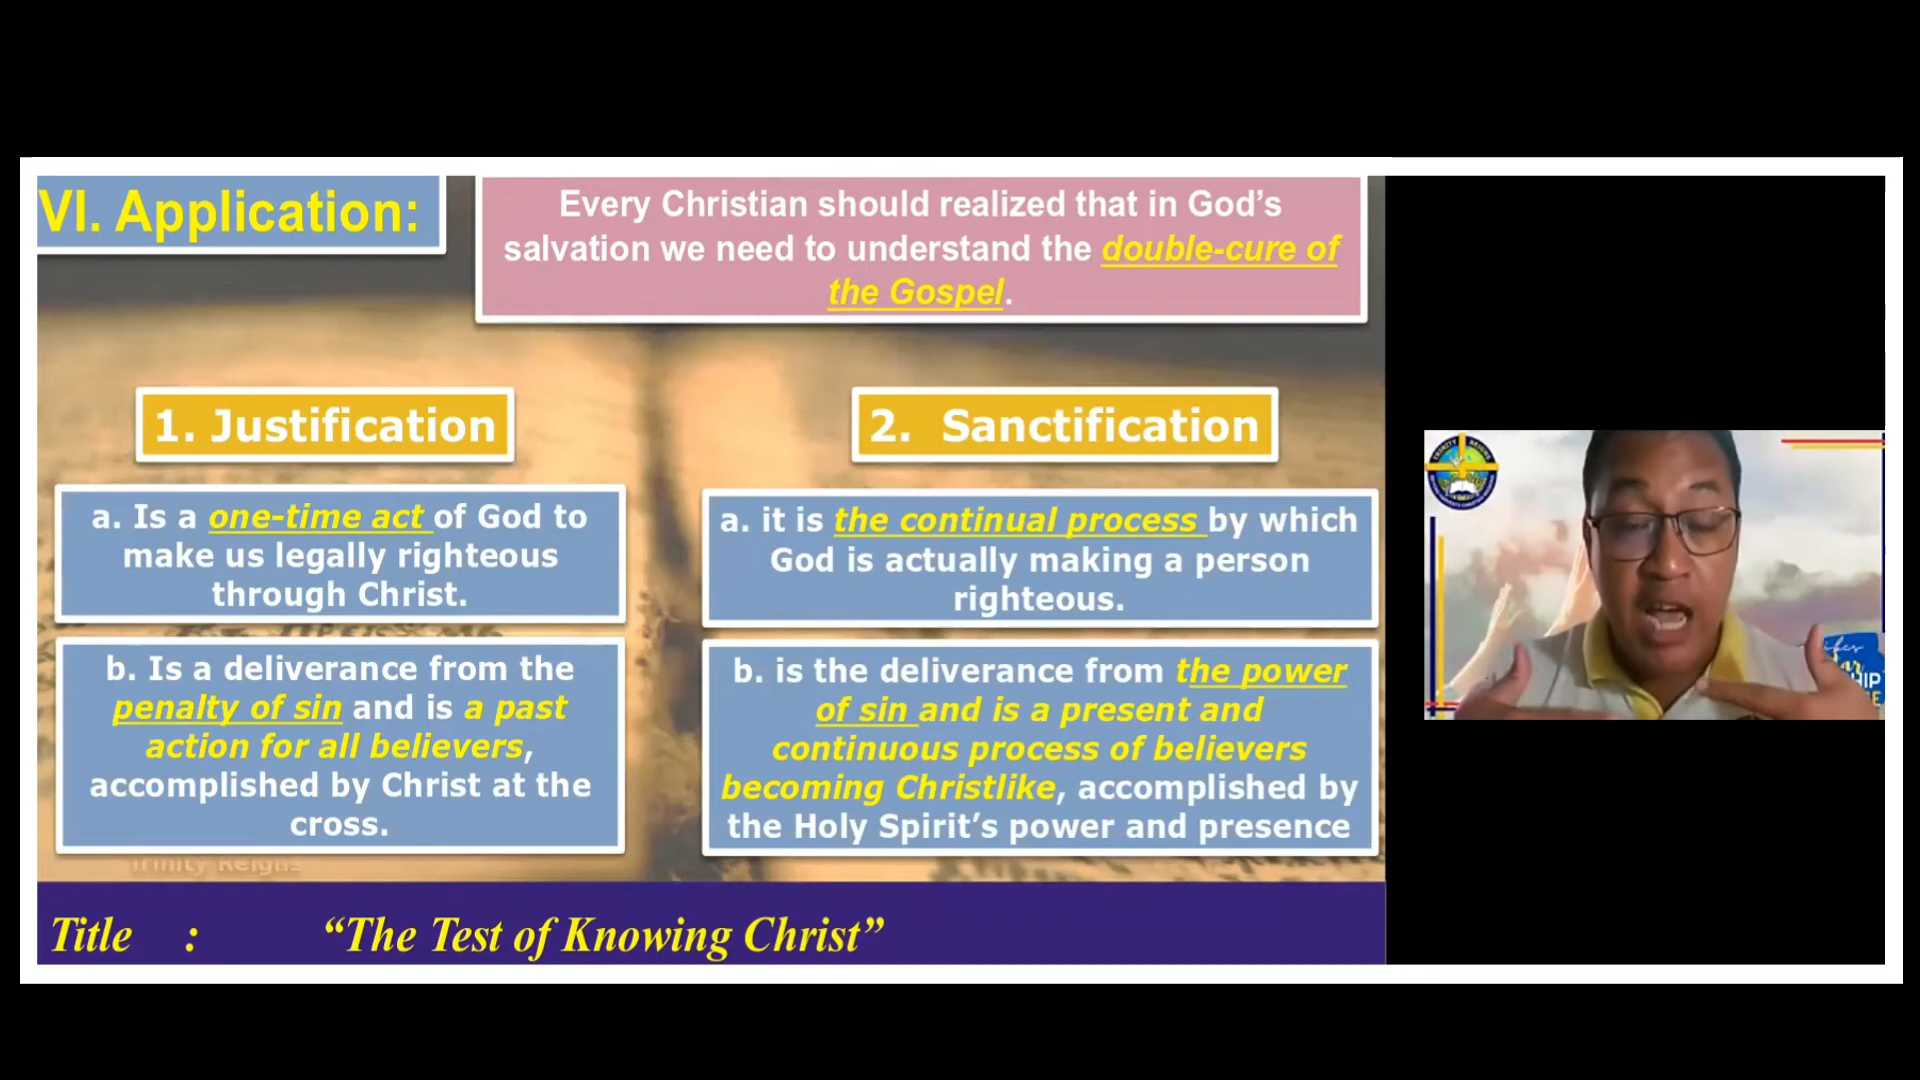 VI. Application:
Every Christian should realized that in God’s
salvation we need to understand the double-cure of
the Gospel.
1. Justification
a. Is a one-time act of God to
make us legally righteous
through Christ.
b. Is a deliverance from the
penalty of sin and is a past
action for all believers,
accomplished by Christ at the
cross.
2. Sanctification
a. it is the continual process by which
God is actually making a person
righteous.
b. is the deliverance from the power
of sin and is a present and
continuous process of believers
becoming Christlike, accomplished by
the Holy Spirit’s power and presence
Trinity Reigns
Title : “The Test of Knowing Christ”
TRINITY REIGNS